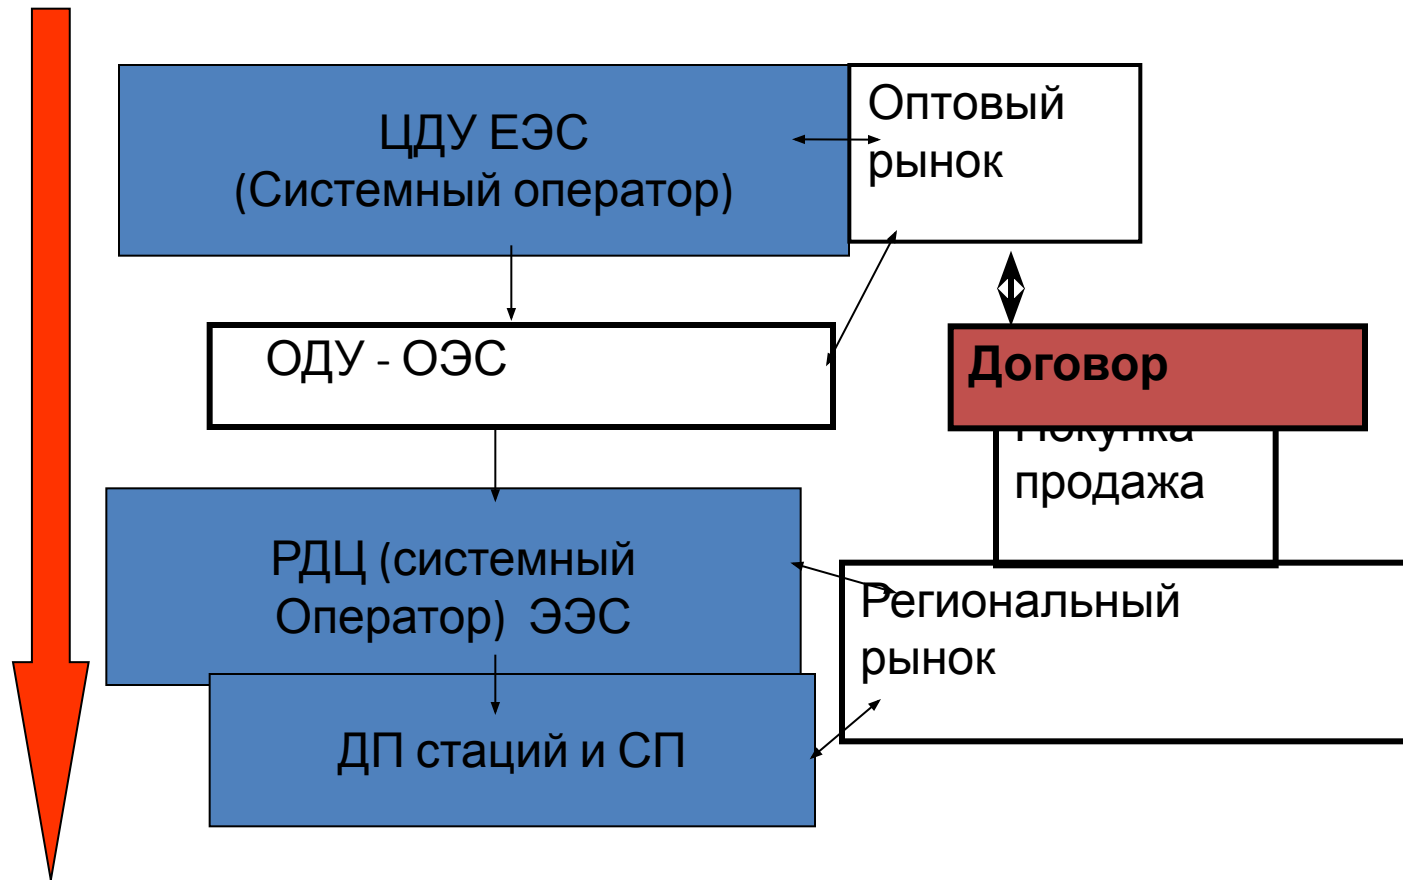 ЦДУ ЕЭС
(Системный оператор)
Оптовый
рынок
ОДУ - ОЭС
Договор
Покупка
продажа
РДЦ (системный
Оператор) ЭЭС
Региональный
рынок
ДП стаций и СП